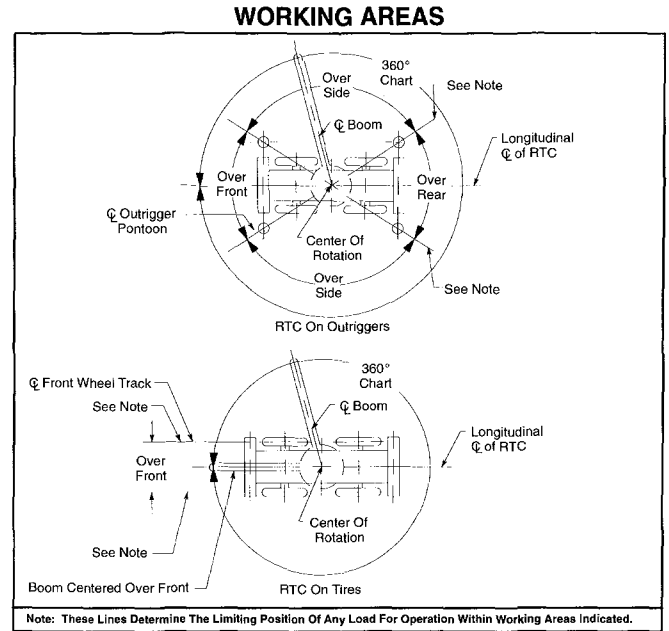 WORKING AREAS
360°
Chart
Over
Side
See Note
℄ Boom
Longitudinal
℄ of RTC
Over
Front
Over
Rear
℄ Outrigger
Pontoon
Center Of
Rotation
Over
Side
See Note
RTC On Outriggers
360°
Chart
℄ Front Wheel Track
See Note
℄ Boom
Longitudinal
℄ of RTC
Over
Front
Center Of
Rotation
See Note
Boom Centered Over Front
RTC On Tires
Note: These Lines Determine The Limiting Position Of Any Load For Operation Within Working Areas Indicated.